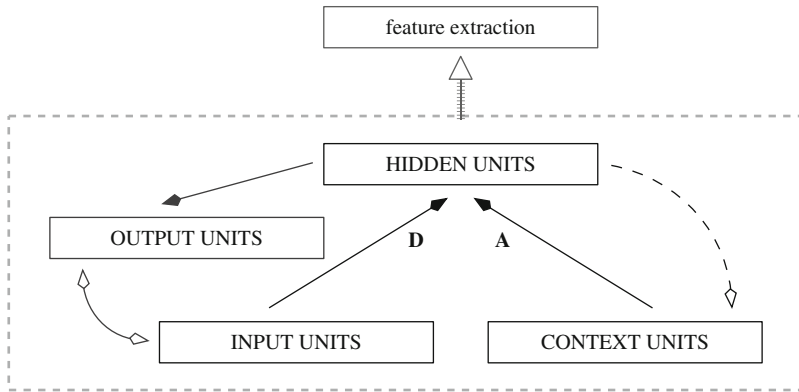 feature extraction
HIDDEN UNITS
OUTPUT UNITS
D
A
INPUT UNITS
CONTEXT UNITS